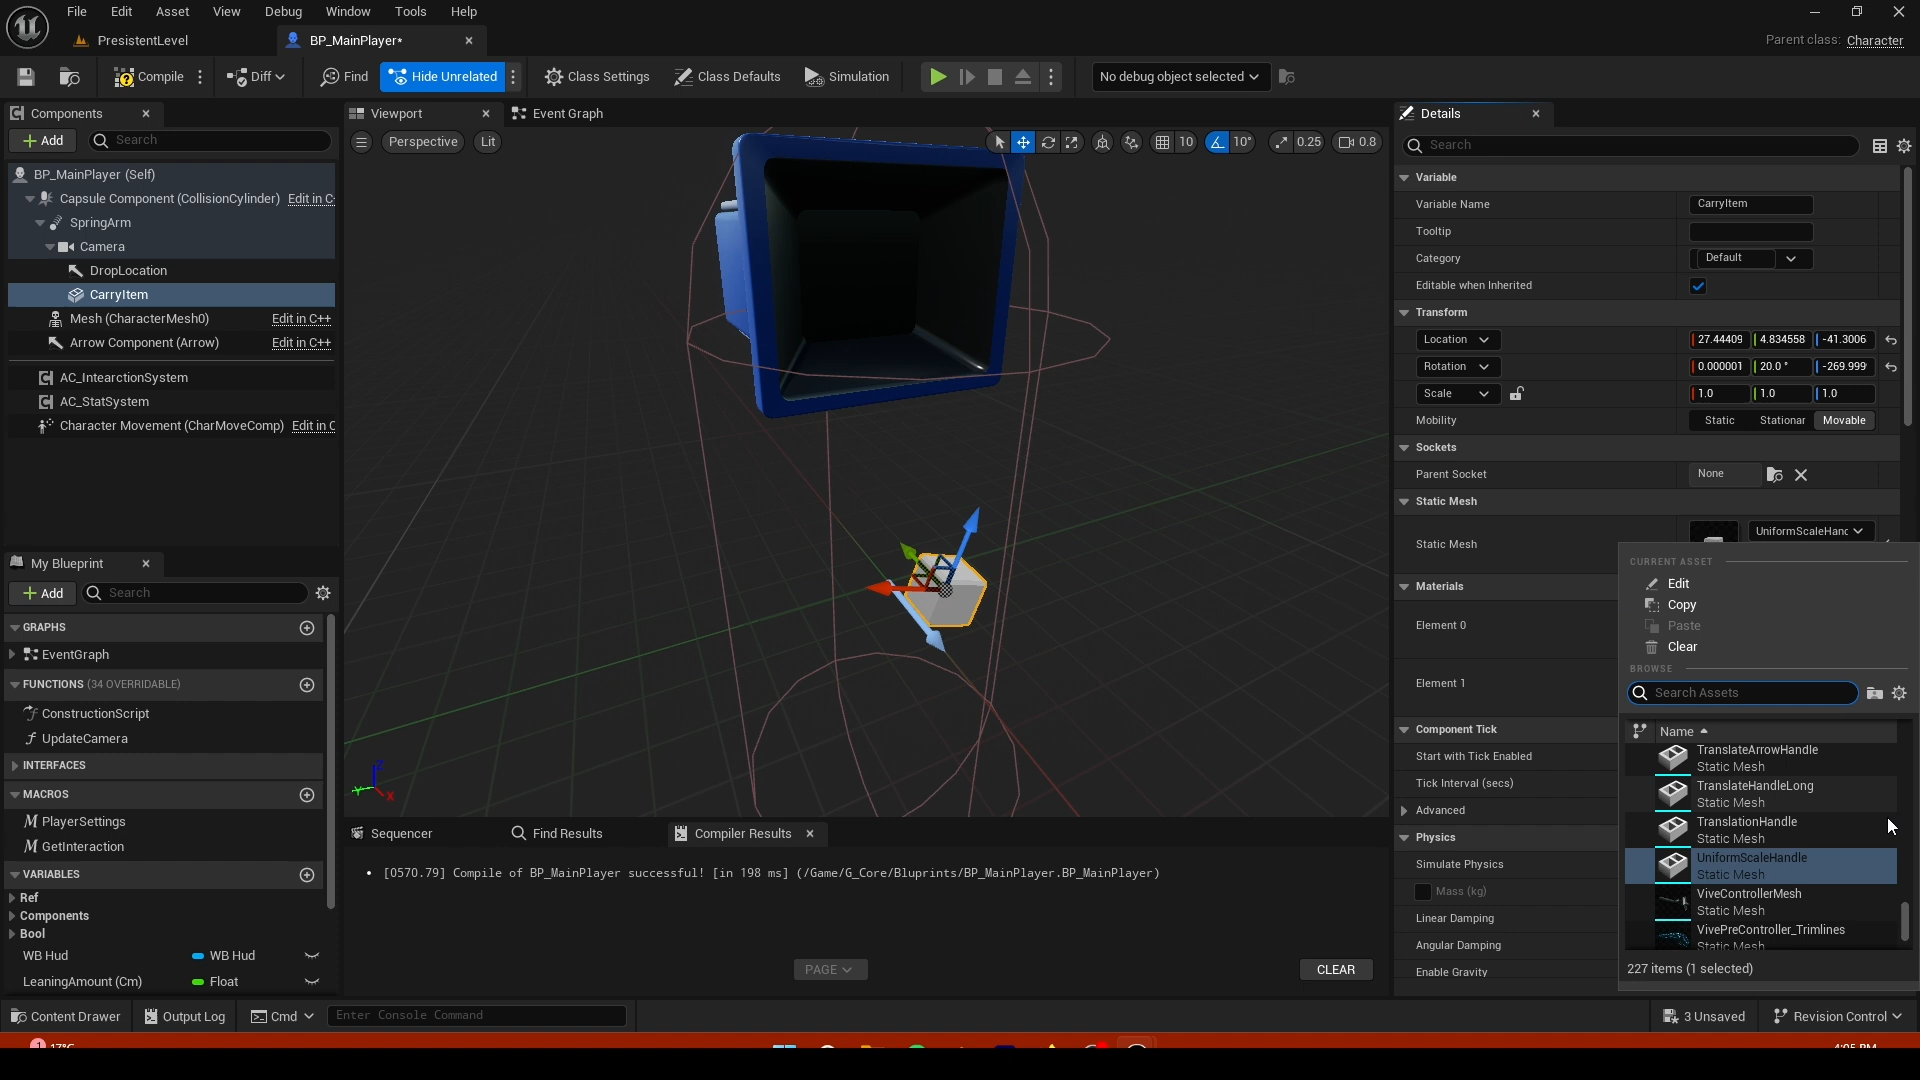 File Edit Asset View Debug Window Tools Help
PresistentLevel
BP_MainPlayer*
Parent class: Character
Compile
Diff
Find
Hide Unrelated
Class Settings
Class Defaults
Simulation
No debug object selected
Components
Add
Search
BP_MainPlayer (Self)
Capsule Component (CollisionCylinder) Edit in C
SpringArm
Camera
DropLocation
CarryItem
Mesh (CharacterMesh0) Edit in C++
Arrow Component (Arrow) Edit in C++
AC_IntearctionSystem
AC_StatSystem
Character Movement (CharMoveComp) Edit in C
My Blueprint
Add
Search
GRAPHS
EventGraph
FUNCTIONS (34 OVERRIDABLE)
ConstructionScript
UpdateCamera
INTERFACES
MACROS
PlayerSettings
GetInteraction
VARIABLES
Ref
Components
Bool
WB Hud WB Hud
LeaningAmount (Cm) Float
Viewport
Event Graph
Perspective
Lit
10
10°
0.25
0.8
Z
Y
X
Sequencer
Find Results
Compiler Results
[0570.79] Compile of BP_MainPlayer successful! [in 198 ms] (/Game/G_Core/Bluprints/BP_MainPlayer.BP_MainPlayer)
PAGE
CLEAR
Details
Search
Variable
Variable Name CarryItem
Tooltip
Category Default
Editable when Inherited
Transform
Location 27.44409 4.834558 -41.3006
Rotation 0.000001 20.0 ° -269.999
Scale 1.0 1.0 1.0
Mobility Static Stationar Movable
Sockets
Parent Socket None
Static Mesh
Static Mesh UniformScaleHanc
Materials
Element 0
Element 1
Component Tick
Start with Tick Enabled
Tick Interval (secs)
Advanced
Physics
Simulate Physics
Mass (kg)
Linear Damping
Angular Damping
Enable Gravity
CURRENT ASSET
Edit
Copy
Paste
Clear
BROWSE
Search Assets
Name
TranslateArrowHandle
Static Mesh
TranslateHandleLong
Static Mesh
TranslationHandle
Static Mesh
UniformScaleHandle
Static Mesh
ViveControllerMesh
Static Mesh
VivePreController_Trimlines
Static Mesh
227 items (1 selected)
Content Drawer
Output Log
Cmd
Enter Console Command
3 Unsaved
Revision Control
1
17°C
4:05 PM